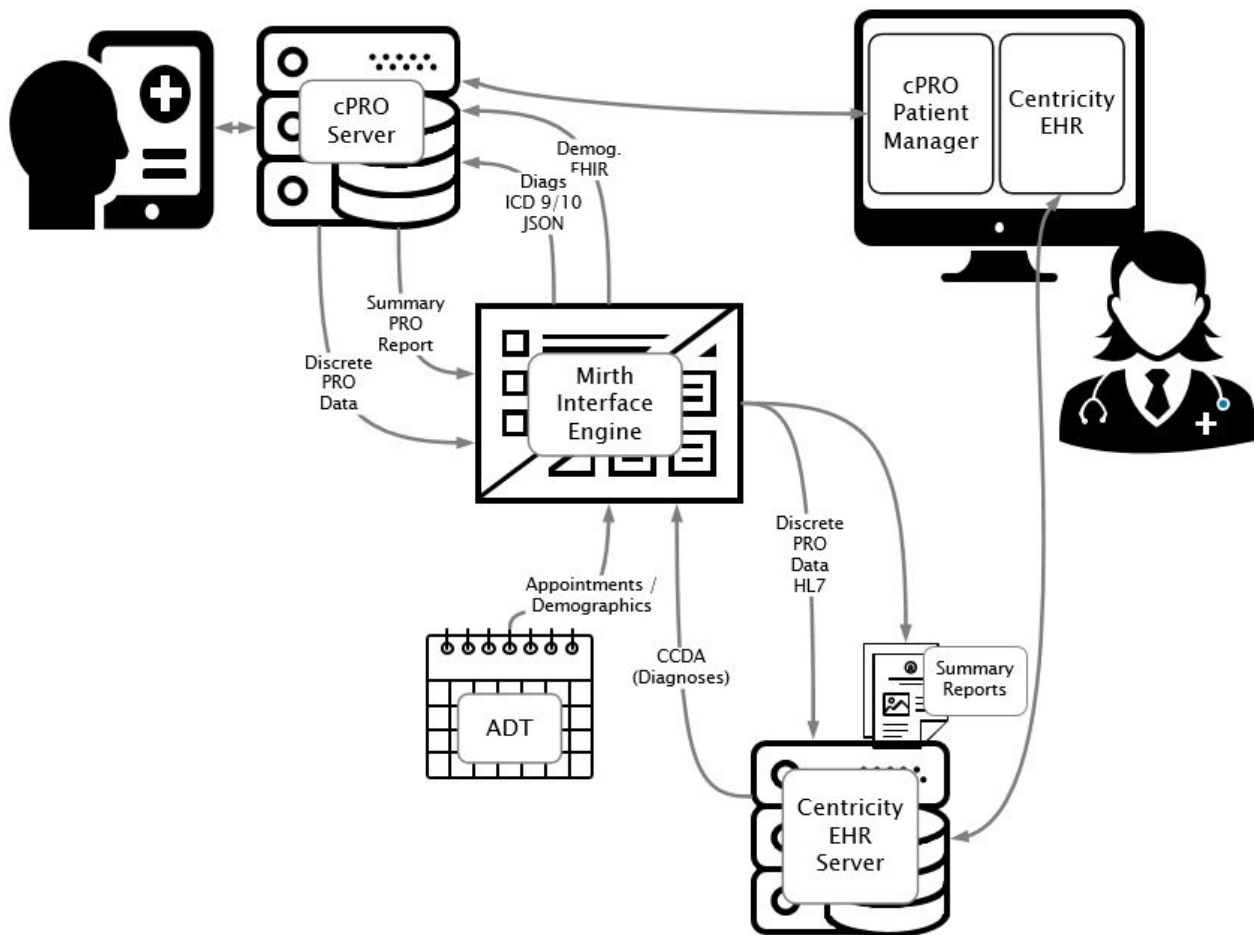 cPRO
Server
cPRO
Patient
Manager
Centricity
EHR
Demog.
FHIR
Diags
ICD 9/10
JSON
Summary
PRO
Report
Discrete
PRO
Data
Mirth
Interface
Engine
Discrete
PRO
Data
HL7
Appointments /
Demographics
CCDA
(Diagnoses)
Summary
Reports
ADT
Centricity
EHR
Server